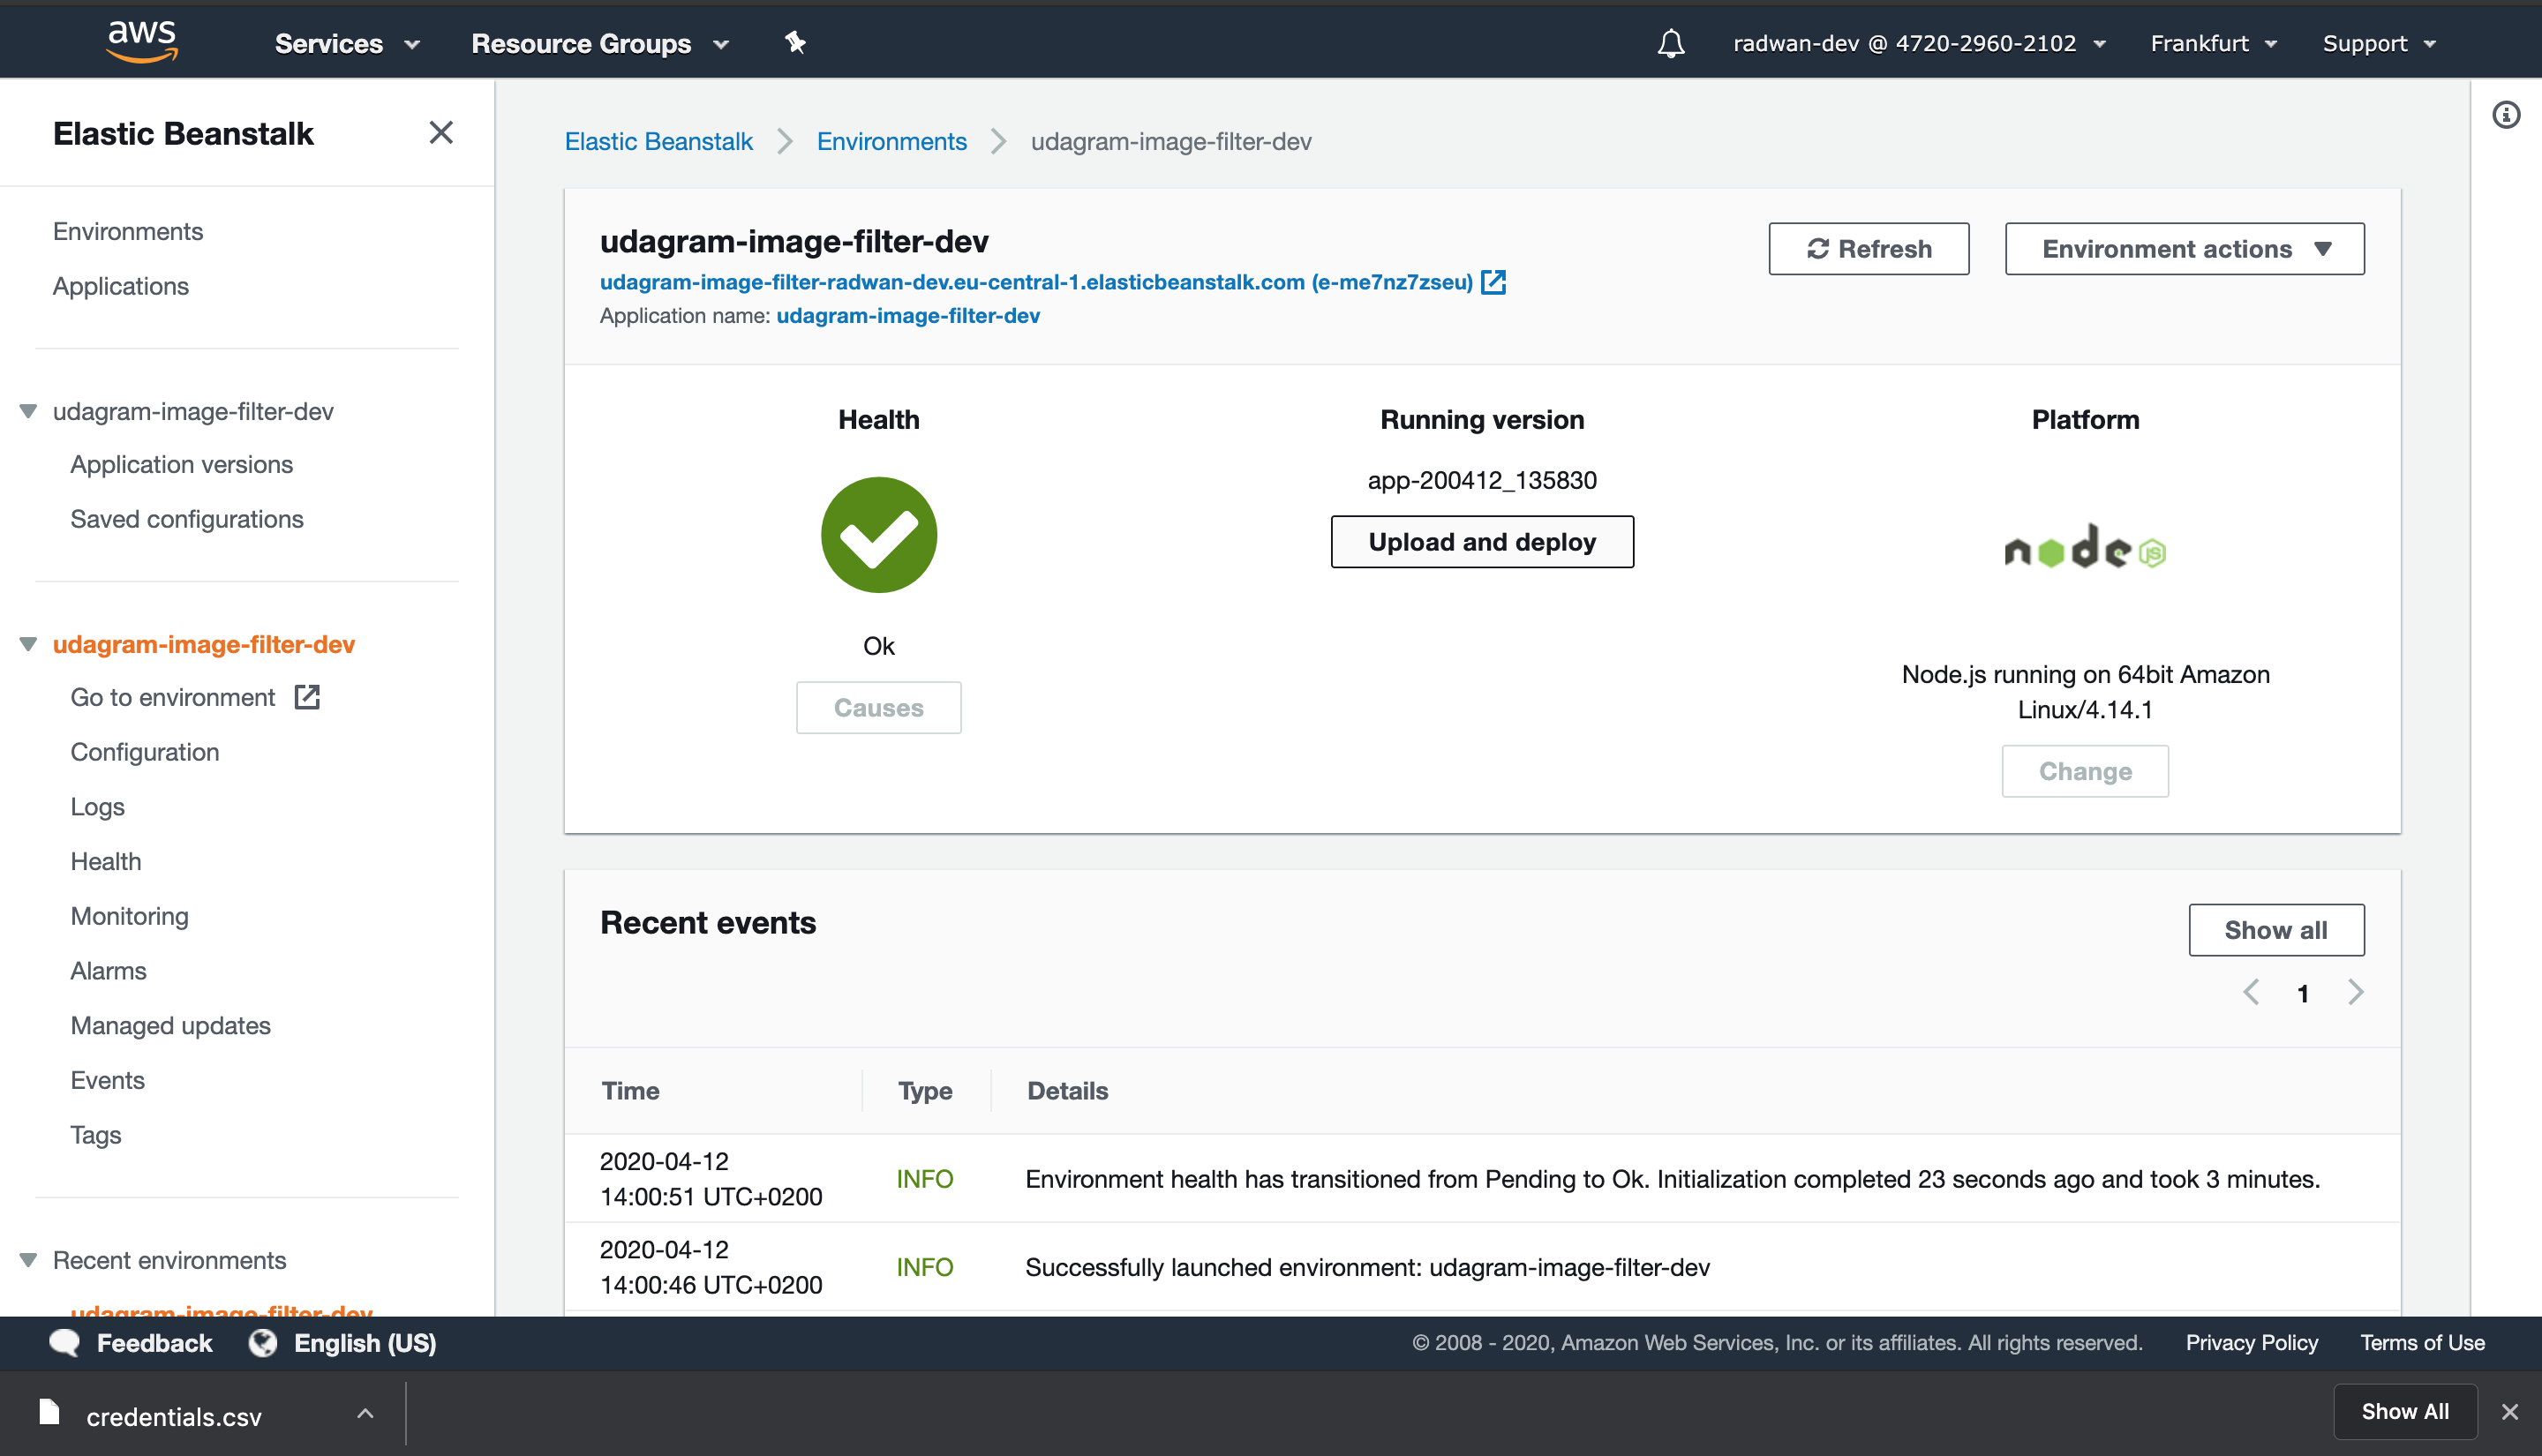 aws
Services
Resource Groups
radwan-dev @ 4720-2960-2102
Frankfurt
Support
Elastic Beanstalk
Environments
Applications
udagram-image-filter-dev
Application versions
Saved configurations
udagram-image-filter-dev
Go to environment
Configuration
Logs
Health
Monitoring
Alarms
Managed updates
Events
Tags
Recent environments
udagram-image-filter-dev
Elastic Beanstalk
Environments
udagram-image-filter-dev
udagram-image-filter-dev
udagram-image-filter-radwan-dev.eu-central-1.elasticbeanstalk.com (e-me7nz7zseu)
Application name: udagram-image-filter-dev
Refresh
Environment actions
Health
Ok
Causes
Running version
app-200412_135830
Upload and deploy
Platform
node JS
Node.js running on 64bit Amazon
Linux/4.14.1
Change
Recent events
Show all
1
Time
Type
Details
2020-04-12
14:00:51 UTC+0200
INFO
Environment health has transitioned from Pending to Ok. Initialization completed 23 seconds ago and took 3 minutes.
2020-04-12
14:00:46 UTC+0200
INFO
Successfully launched environment: udagram-image-filter-dev
Feedback
English (US)
© 2008 - 2020, Amazon Web Services, Inc. or its affiliates. All rights reserved.
Privacy Policy
Terms of Use
credentials.csv
Show All